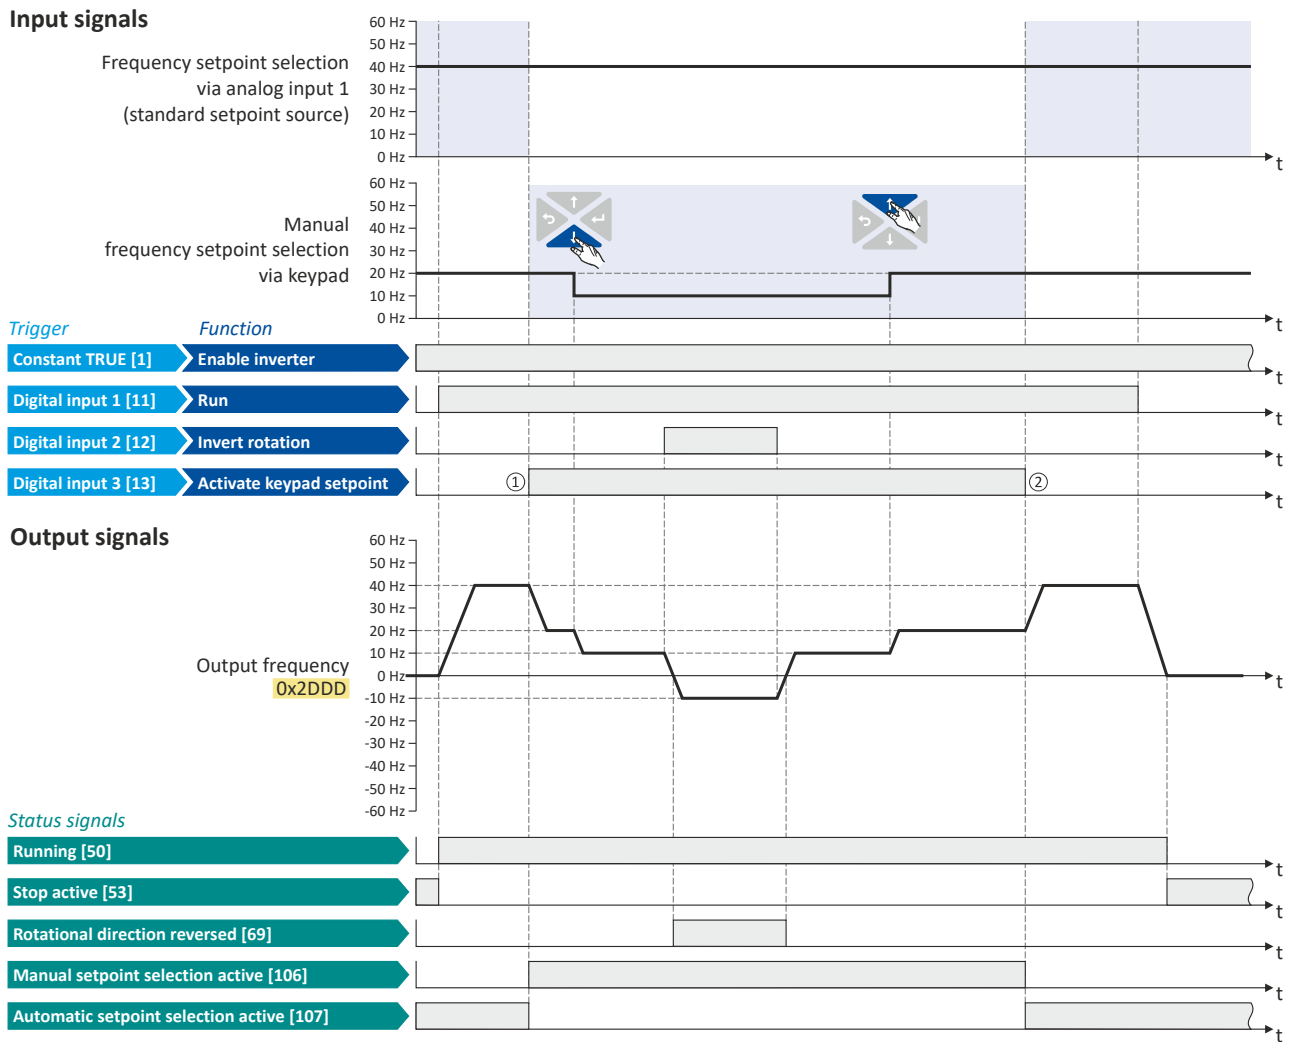 Input signals
Frequency setpoint selection
via analog input 1
(standard setpoint source)
60 Hz
50 Hz
40 Hz
30 Hz
20 Hz
10 Hz
0 Hz
t
Manual
frequency setpoint selection
via keypad
60 Hz
50 Hz
40 Hz
30 Hz
20 Hz
10 Hz
0 Hz
t
Trigger Function
Constant TRUE [1] Enable inverter
t
Digital input 1 [11] Run
t
Digital input 2 [12] Invert rotation
t
Digital input 3 [13] Activate keypad setpoint ① ②
t
Output signals
Output frequency
0x2DDD
60 Hz
50 Hz
40 Hz
30 Hz
20 Hz
10 Hz
0 Hz
-10 Hz
-20 Hz
-30 Hz
-40 Hz
-50 Hz
-60 Hz
t
Status signals
Running [50]
t
Stop active [53]
t
Rotational direction reversed [69]
t
Manual setpoint selection active [106]
t
Automatic setpoint selection active [107]
t